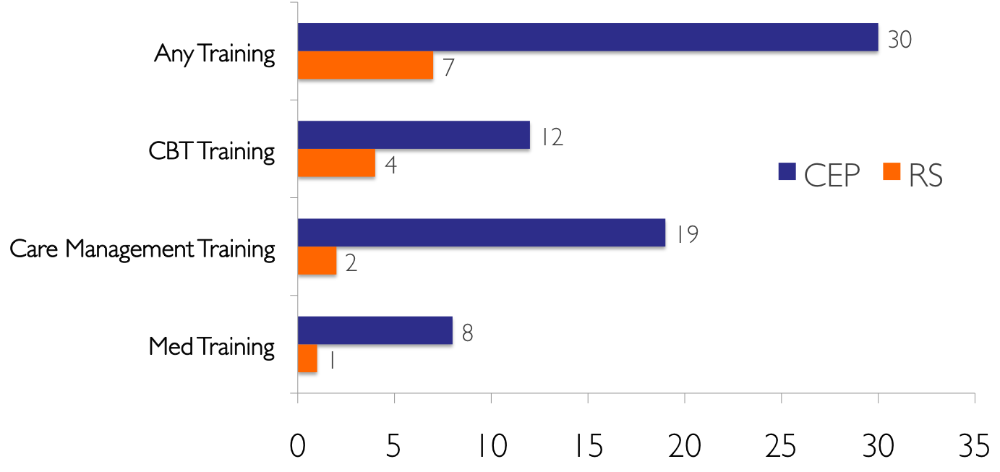 Any Training
30
7
CBT Training
12
4
CEP RS
Care Management Training
19
2
Med Training
8
1
0 5 10 15 20 25 30 35